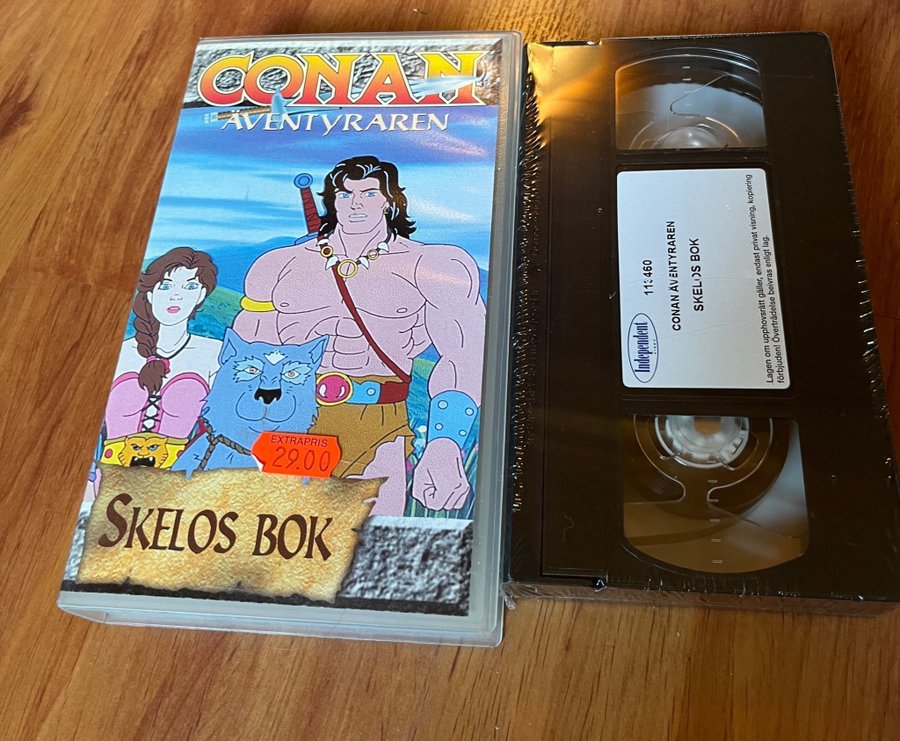 CONAN
ÄVENTYRAREN
EXTRAPRIS
29.00
SKELOS BOK
Independent
11:460
CONAN ÄVENTYRAREN
SKELOS BOK
Lagen om upphovsrätt gäller, endast privat visning, kopiering
förbjuden! Överträdelse beivras enligt lag.